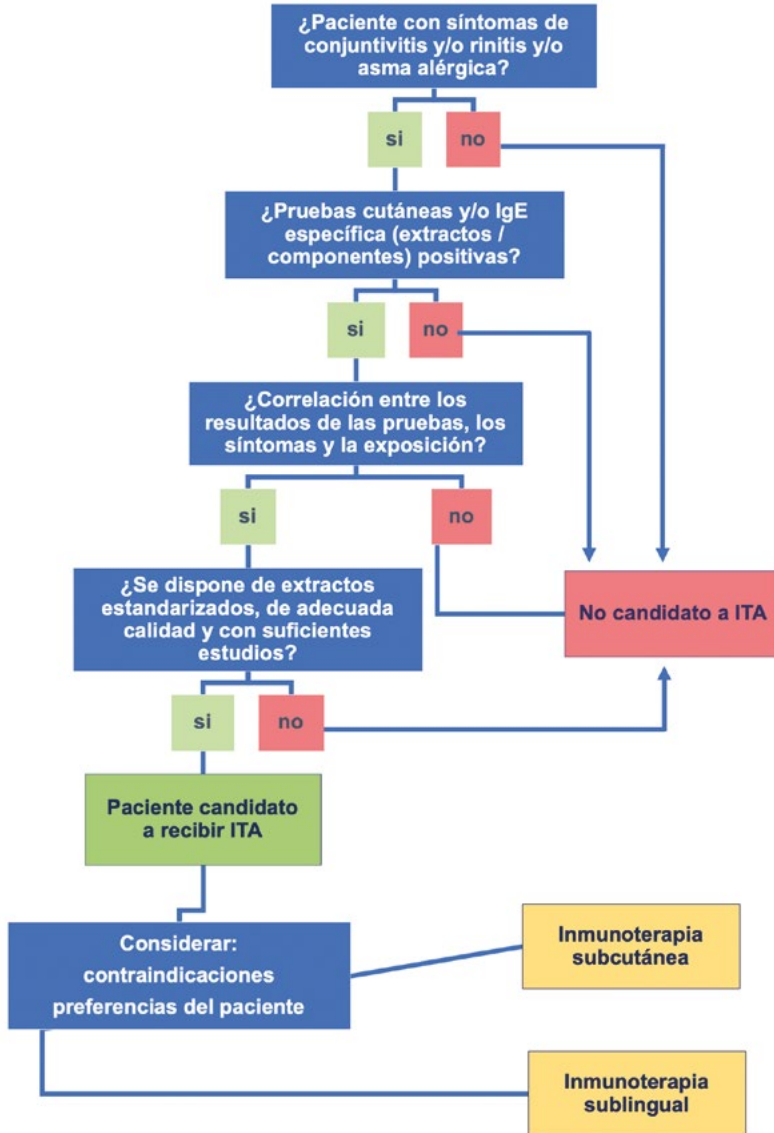 ¿Paciente con síntomas de
conjuntivitis y/o rinitis y/o
asma alérgica?
si
no
¿Pruebas cutáneas y/o IgE
específica (extractos /
componentes) positivas?
si
no
¿Correlación entre los
resultados de las pruebas, los
síntomas y la exposición?
si
no
¿Se dispone de extractos
estandarizados, de adecuada
calidad y con suficientes
estudios?
No candidato a ITA
si
no
Paciente candidato
a recibir ITA
Considerar:
contraindicaciones
preferencias del paciente
Inmunoterapia
subcutánea
Inmunoterapia
sublingual